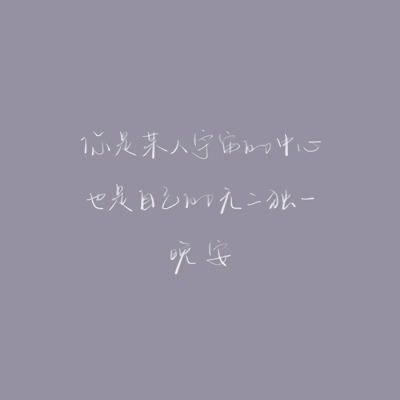 你是某人宇宙的中心
也是自己的无二独一
晚安